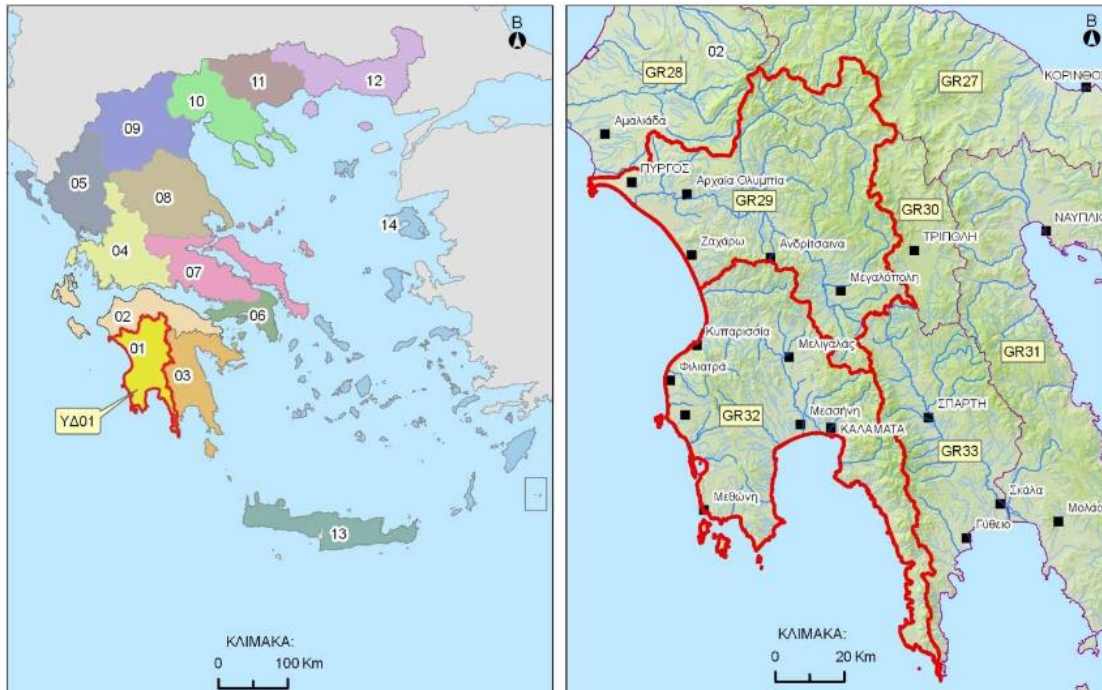 B
11
12
10
09
05
08
14
04
07
06
02
01
03
ΥΔ01
13
ΚΛΙΜΑΚΑ:
0 100 Km
B
02
GR28
GR27
ΚΟΡΙΝΘΟΣ
Αμαλιάδα
ΠΥΡΓΟΣ
Αρχαία Ολυμπία
GR29
GR30
ΝΑΥΠΛΙΟ
Ζαχάρω
Ανδρίτσαινα
ΤΡΙΠΟΛΗ
Μεγαλόπολη
Κυπαρισσία
Μελιγαλάς
GR31
Φιλιατρά
GR32
Μεσσήνη
ΣΠΑΡΤΗ
ΚΑΛΑΜΑΤΑ
GR33
Μεθώνη
Σκάλα
Μολάο
Γύθειο
ΚΛΙΜΑΚΑ:
0 20 Km